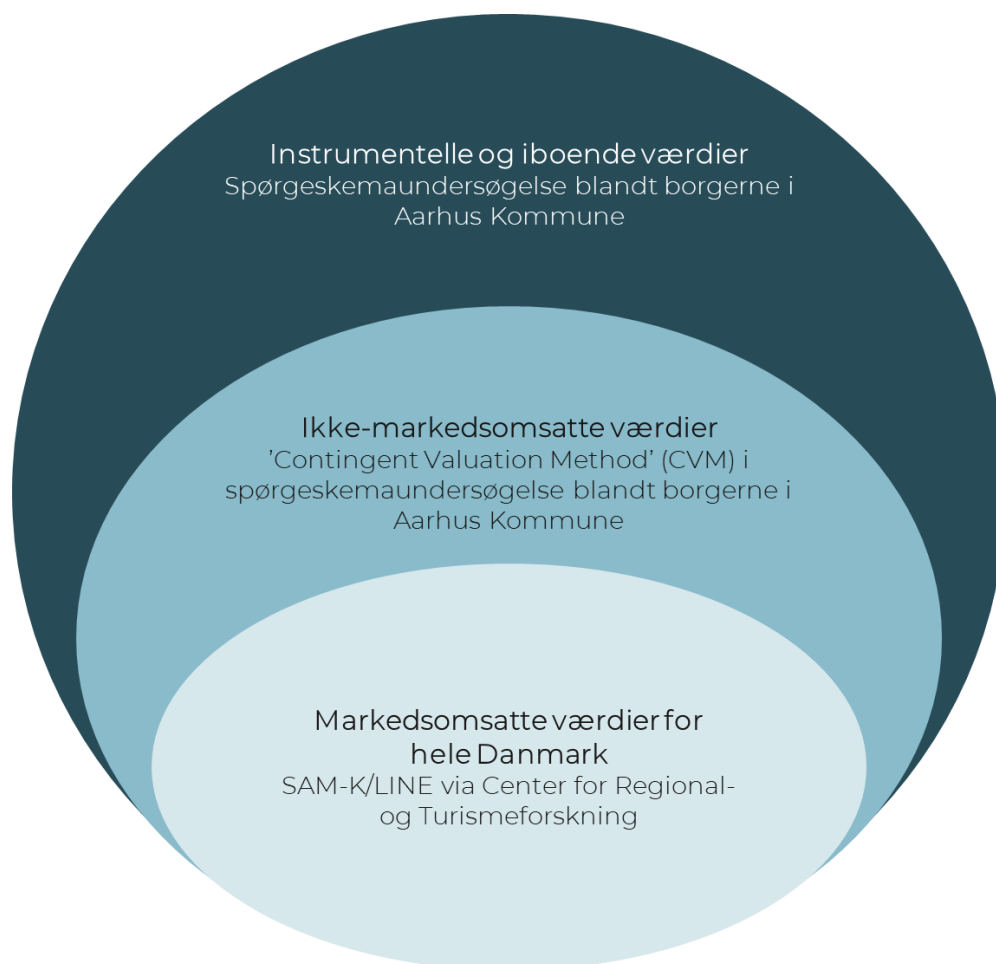 Instrumentelle og iboende værdier
Spørgeskemaundersøgelse blandt borgerne i
Aarhus Kommune
Ikke-markedsomsatte værdier
’Contingent Valuation Method’ (CVM) i
spørgeskemaundersøgelse blandt borgerne i
Aarhus Kommune
Markedsomsatte værdier for
hele Danmark
SAM-K/LINE via Center for Regional-
og Turismeforskning